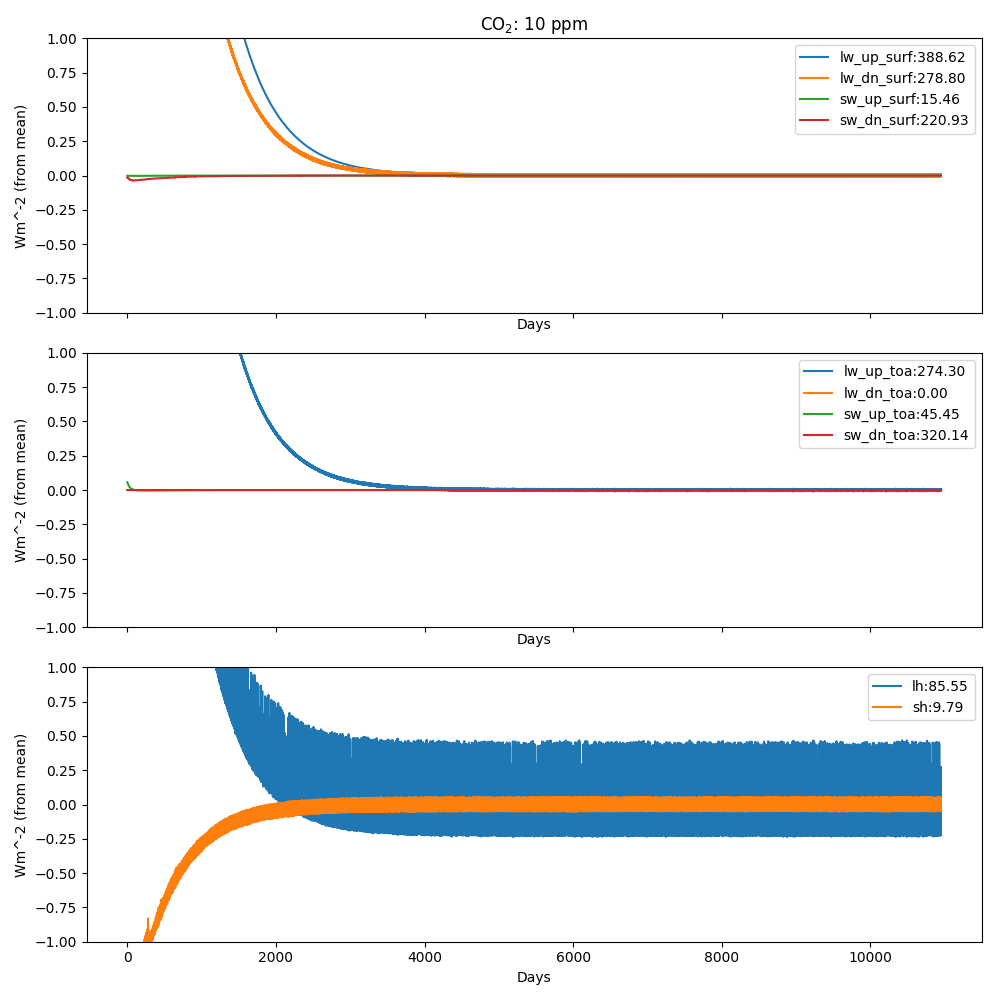 CO₂: 10 ppm
1.00
0.75
0.50
0.25
0.00
−0.25
−0.50
−0.75
−1.00
Wm^-2 (from mean)
lw_up_surf:388.62
lw_dn_surf:278.80
sw_up_surf:15.46
sw_dn_surf:220.93
Days
1.00
0.75
0.50
0.25
0.00
−0.25
−0.50
−0.75
−1.00
Wm^-2 (from mean)
lw_up_toa:274.30
lw_dn_toa:0.00
sw_up_toa:45.45
sw_dn_toa:320.14
Days
1.00
0.75
0.50
0.25
0.00
−0.25
−0.50
−0.75
−1.00
Wm^-2 (from mean)
lh:85.55
sh:9.79
0 2000 4000 6000 8000 10000
Days